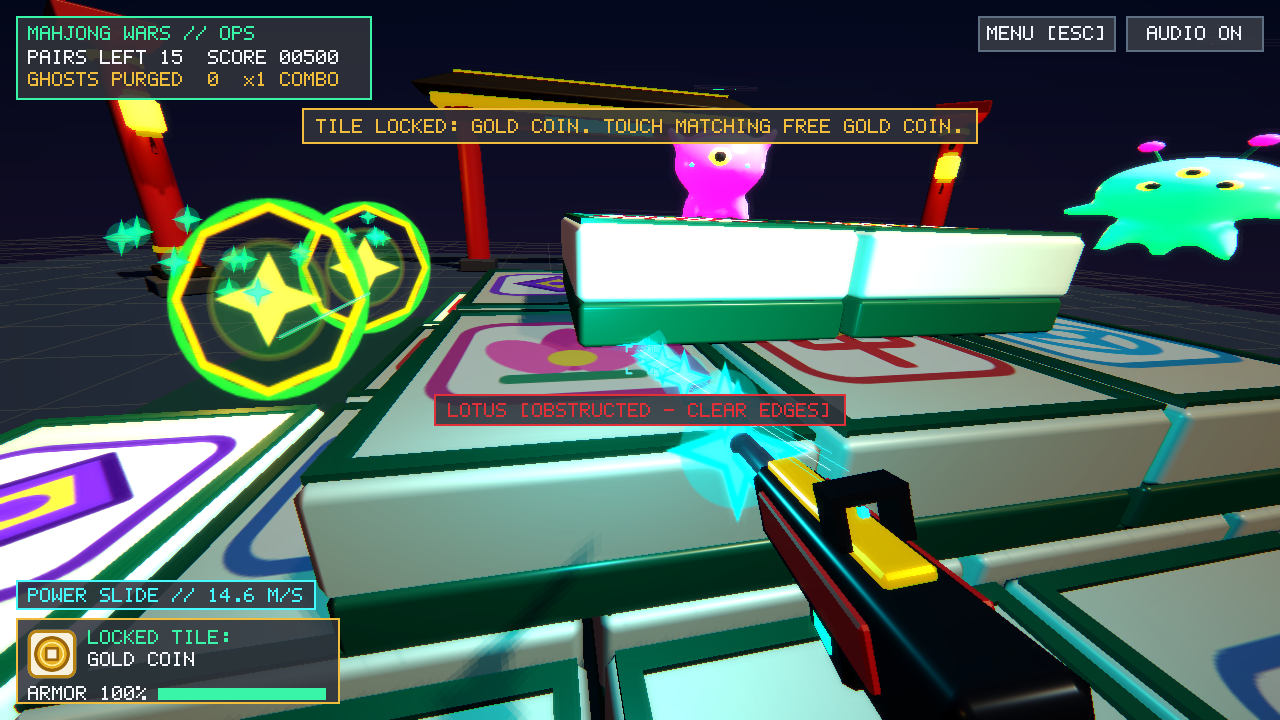 MAHJONG WARS // OPS
PAIRS LEFT 15 SCORE 00500
GHOSTS PURGED 0 x1 COMBO
MENU [ESC]
AUDIO ON
TILE LOCKED: GOLD COIN. TOUCH MATCHING FREE GOLD COIN.
LOTUS [OBSTRUCTED - CLEAR EDGES]
POWER SLIDE // 14.6 M/S
LOCKED TILE:
GOLD COIN
ARMOR 100%